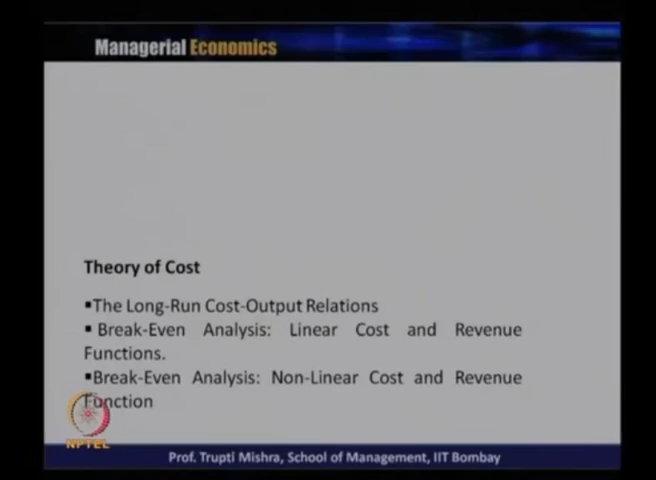 Managerial Economics
Theory of Cost
▪The Long-Run Cost-Output Relations
▪ Break-Even Analysis: Linear Cost and Revenue
Functions.
▪Break-Even Analysis: Non-Linear Cost and Revenue
Function
NPTEL
Prof. Trupti Mishra, School of Management, IIT Bombay